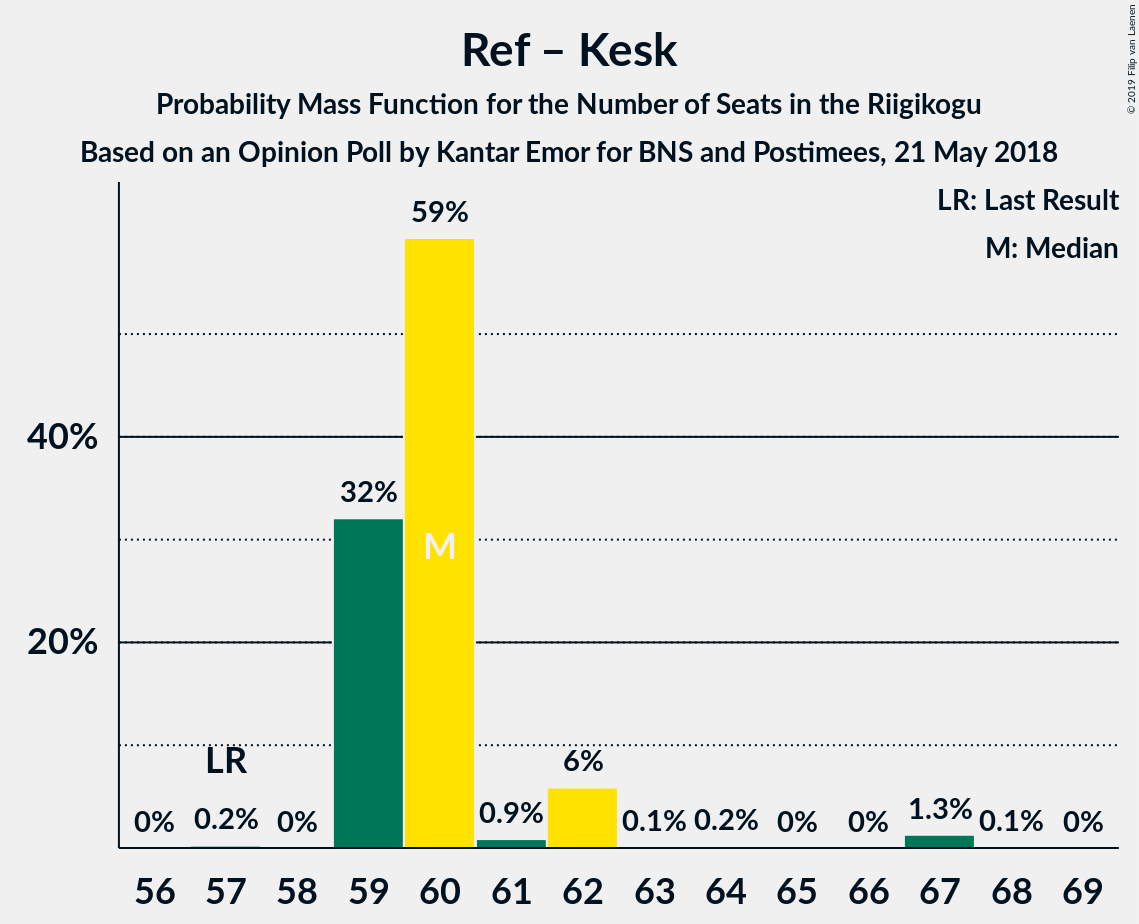 Ref – Kesk
Probability Mass Function for the Number of Seats in the Riigikogu
Based on an Opinion Poll by Kantar Emor for BNS and Postimees, 21 May 2018
© 2019 Filip van Laenen
LR: Last Result
M: Median
59%
40%
32%
M
20%
LR
6%
0% 0.2% 0% 0.9% 0.1% 0.2% 0% 0% 1.3% 0.1% 0%
56 57 58 59 60 61 62 63 64 65 66 67 68 69